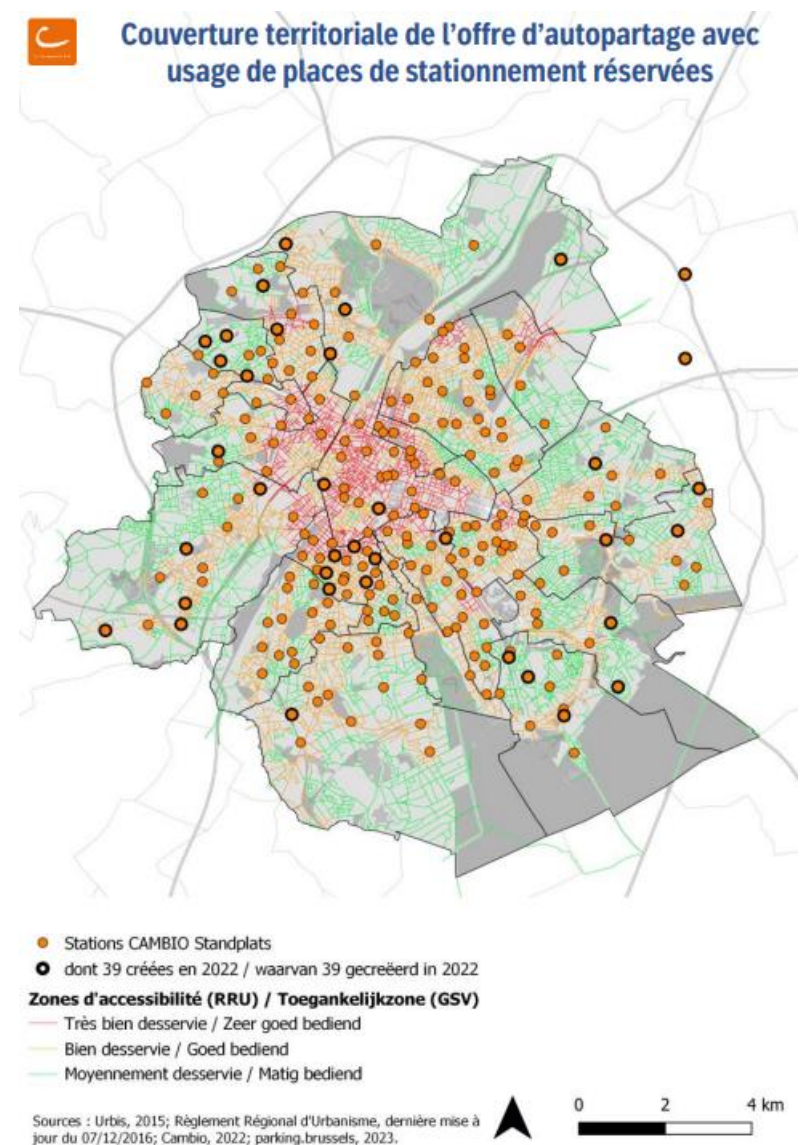 Couverture territoriale de l'offre d'autopartage avec
usage de places de stationnement réservées
Stations CAMBIO Standplats
dont 39 créées en 2022 / waarvan 39 gecreëerd in 2022
Zones d'accessibilité (RRU) / Toegankelijkzone (GSV)
Très bien desservie / Zeer goed bediend
Bien desservie / Goed bediend
Moyennement desservie / Matig bediend
Sources : Urbis, 2015; Règlement Régional d'Urbanisme, dernière mise à
jour du 07/12/2016; Cambio, 2022; parking.brussels, 2023.
0 2 4 km